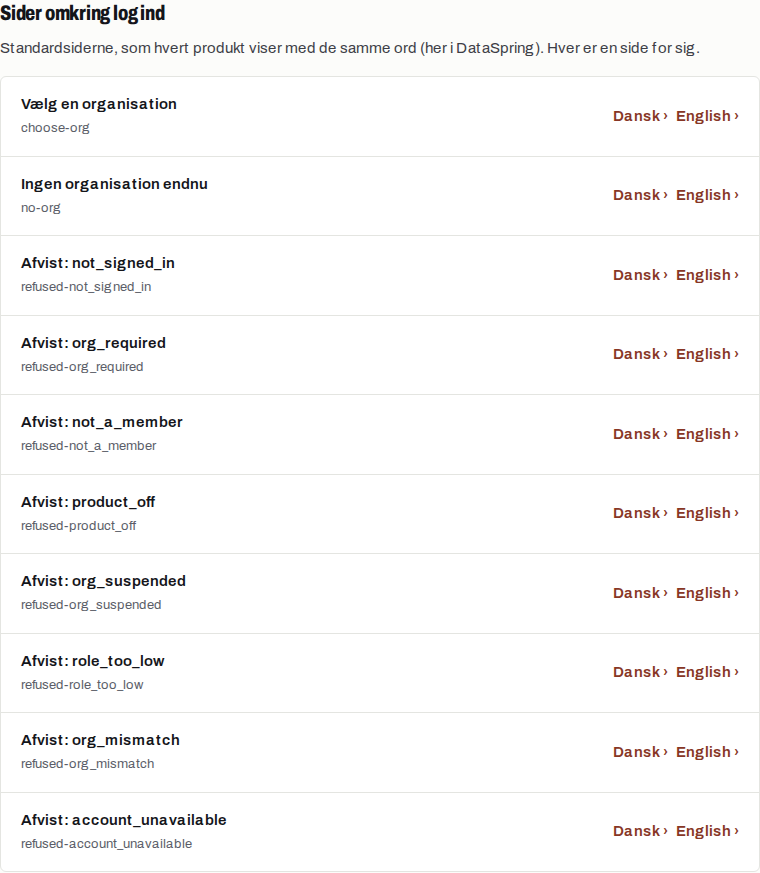 Sider omkring log ind
Standardsiderne, som hvert produkt viser med de samme ord (her i DataSpring). Hver er en side for sig.
Vælg en organisation
choose-org
Dansk › English ›
Ingen organisation endnu
no-org
Dansk › English ›
Afvist: not_signed_in
refused-not_signed_in
Dansk › English ›
Afvist: org_required
refused-org_required
Dansk › English ›
Afvist: not_a_member
refused-not_a_member
Dansk › English ›
Afvist: product_off
refused-product_off
Dansk › English ›
Afvist: org_suspended
refused-org_suspended
Dansk › English ›
Afvist: role_too_low
refused-role_too_low
Dansk › English ›
Afvist: org_mismatch
refused-org_mismatch
Dansk › English ›
Afvist: account_unavailable
refused-account_unavailable
Dansk › English ›